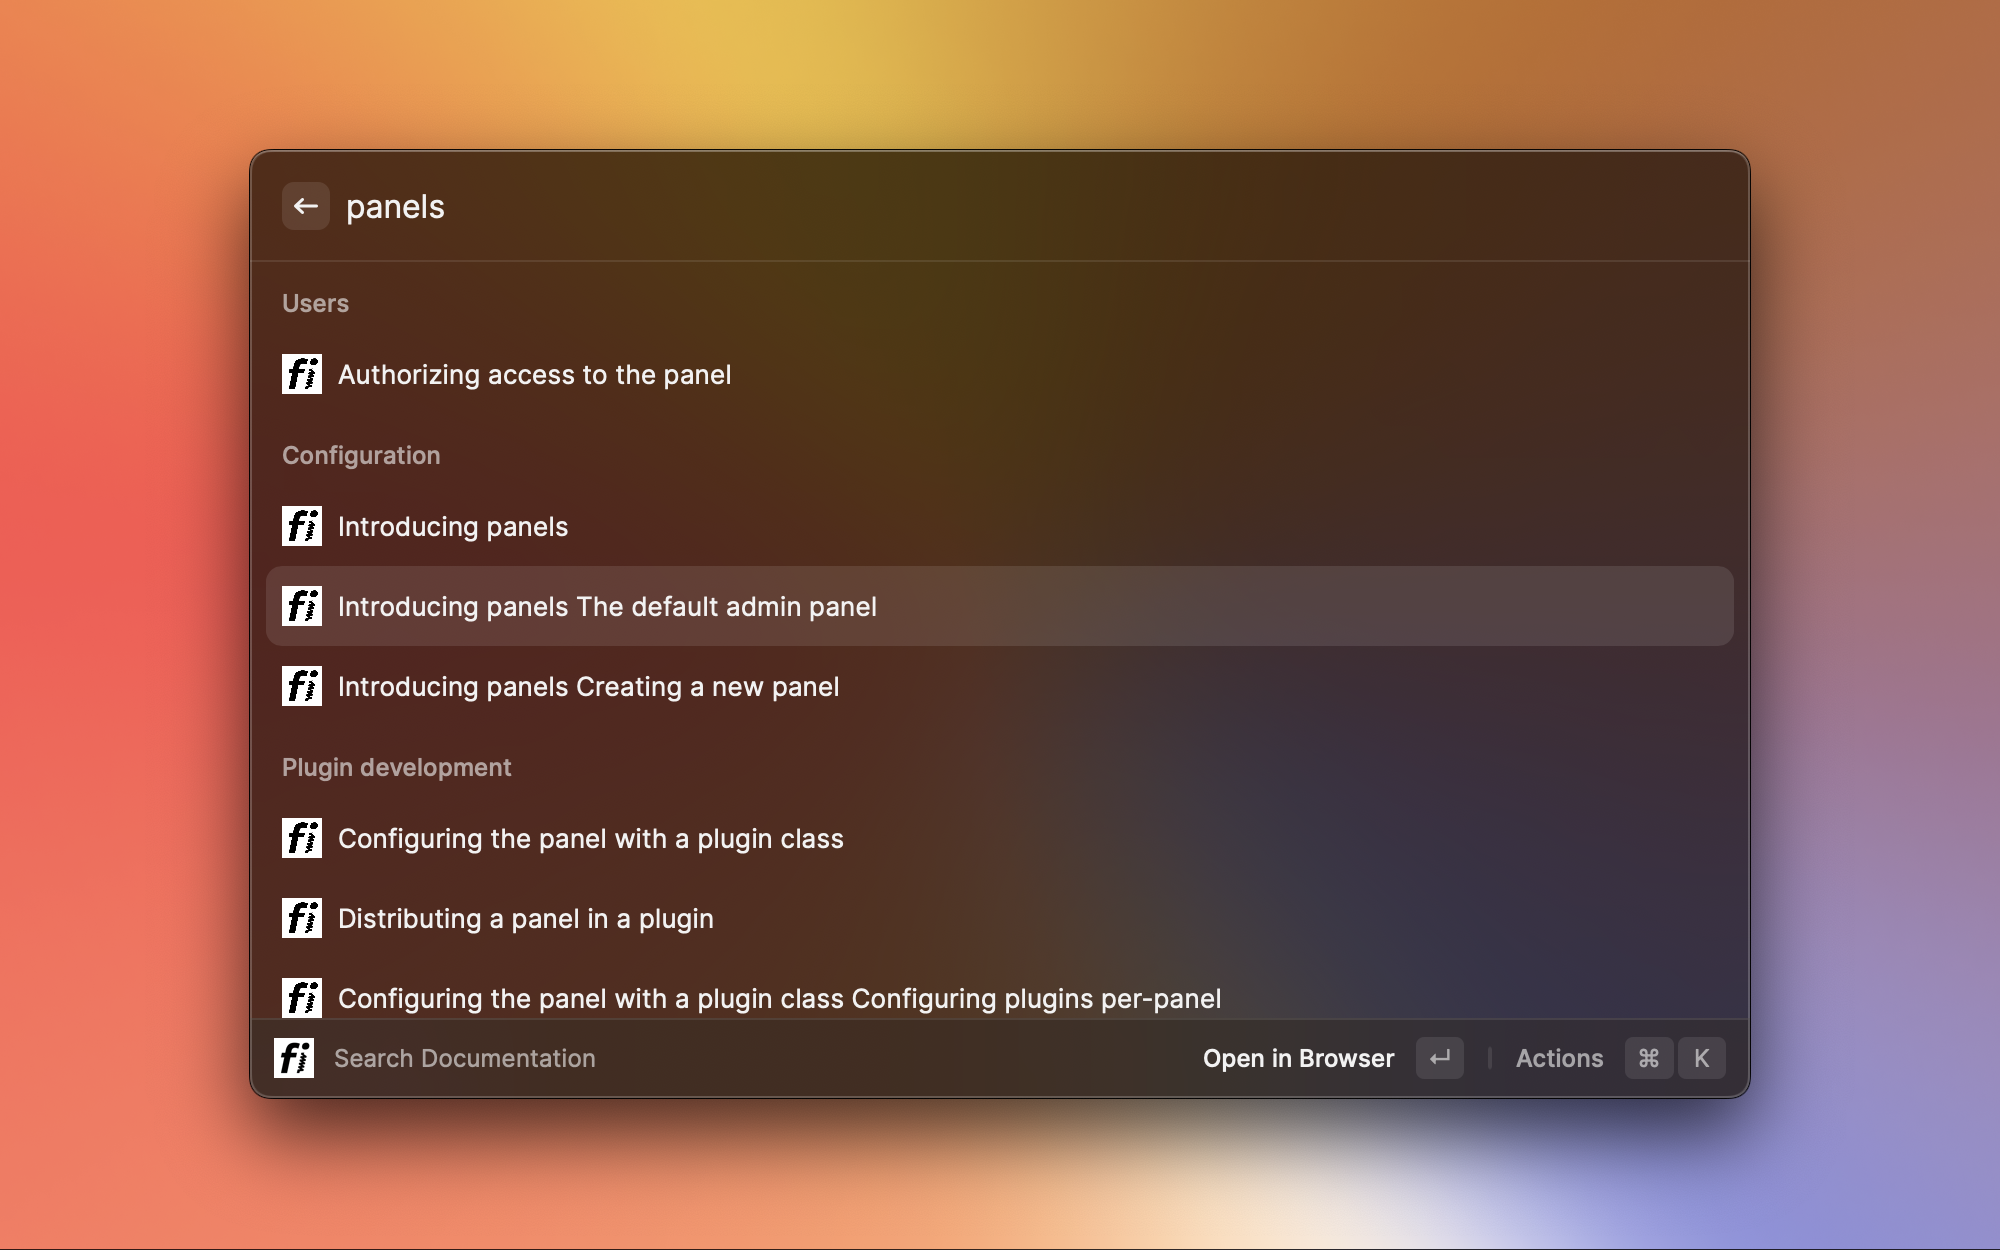 panels
Users
fi Authorizing access to the panel
Configuration
fi Introducing panels
fi Introducing panels The default admin panel
fi Introducing panels Creating a new panel
Plugin development
fi Configuring the panel with a plugin class
fi Distributing a panel in a plugin
fi Configuring the panel with a plugin class Configuring plugins per-panel
fi Search Documentation Open in Browser ↵ Actions ⌘ K